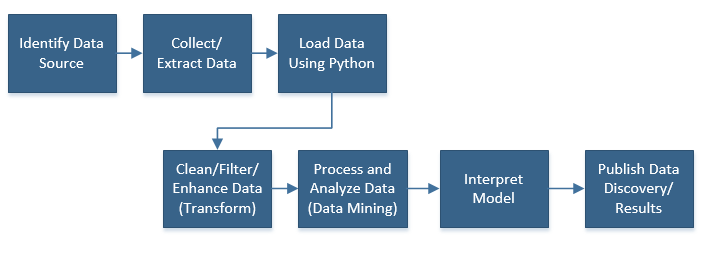 Identify Data
Source
Collect/
Extract Data
Load Data
Using Python
Clean/Filter/
Enhance Data
(Transform)
Process and
Analyze Data
(Data Mining)
Interpret
Model
Publish Data
Discovery/
Results